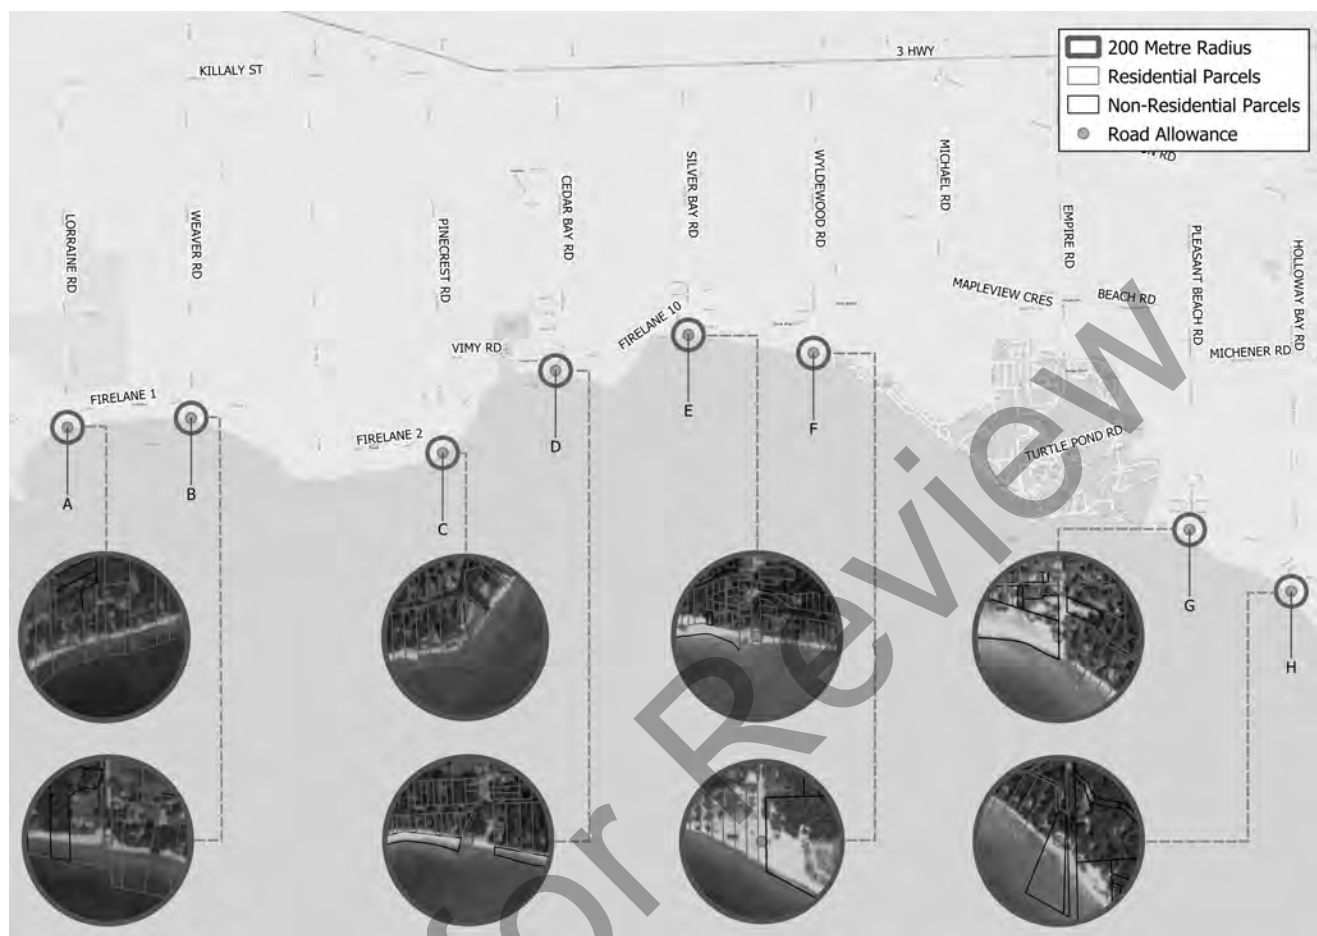 3 HWY
KILLALY ST
200 Metre Radius
Residential Parcels
Non-Residential Parcels
Road Allowance
RD
LORRAINE RD
WEAVER RD
PINECREST RD
CEDAR BAY RD
SILVER BAY RD
WYLDEWOOD RD
MICHAEL RD
EMPIRE RD
PLEASANT BEACH RD
HOLLOWAY BAY RD
MAPLEVIEW CRES
BEACH RD
FIRELANE 10
VIMY RD
MICHENER RD
FIRELANE 1
FIRELANE 2
TURTLE POND RD
A
B
C
D
E
F
G
H
for Review